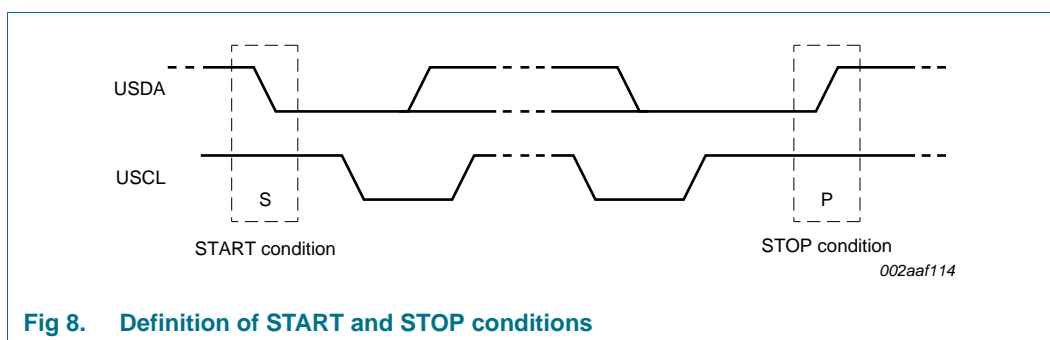 USDA
USCL
S
P
START condition
STOP condition
002aaf114
Fig 8. Definition of START and STOP conditions